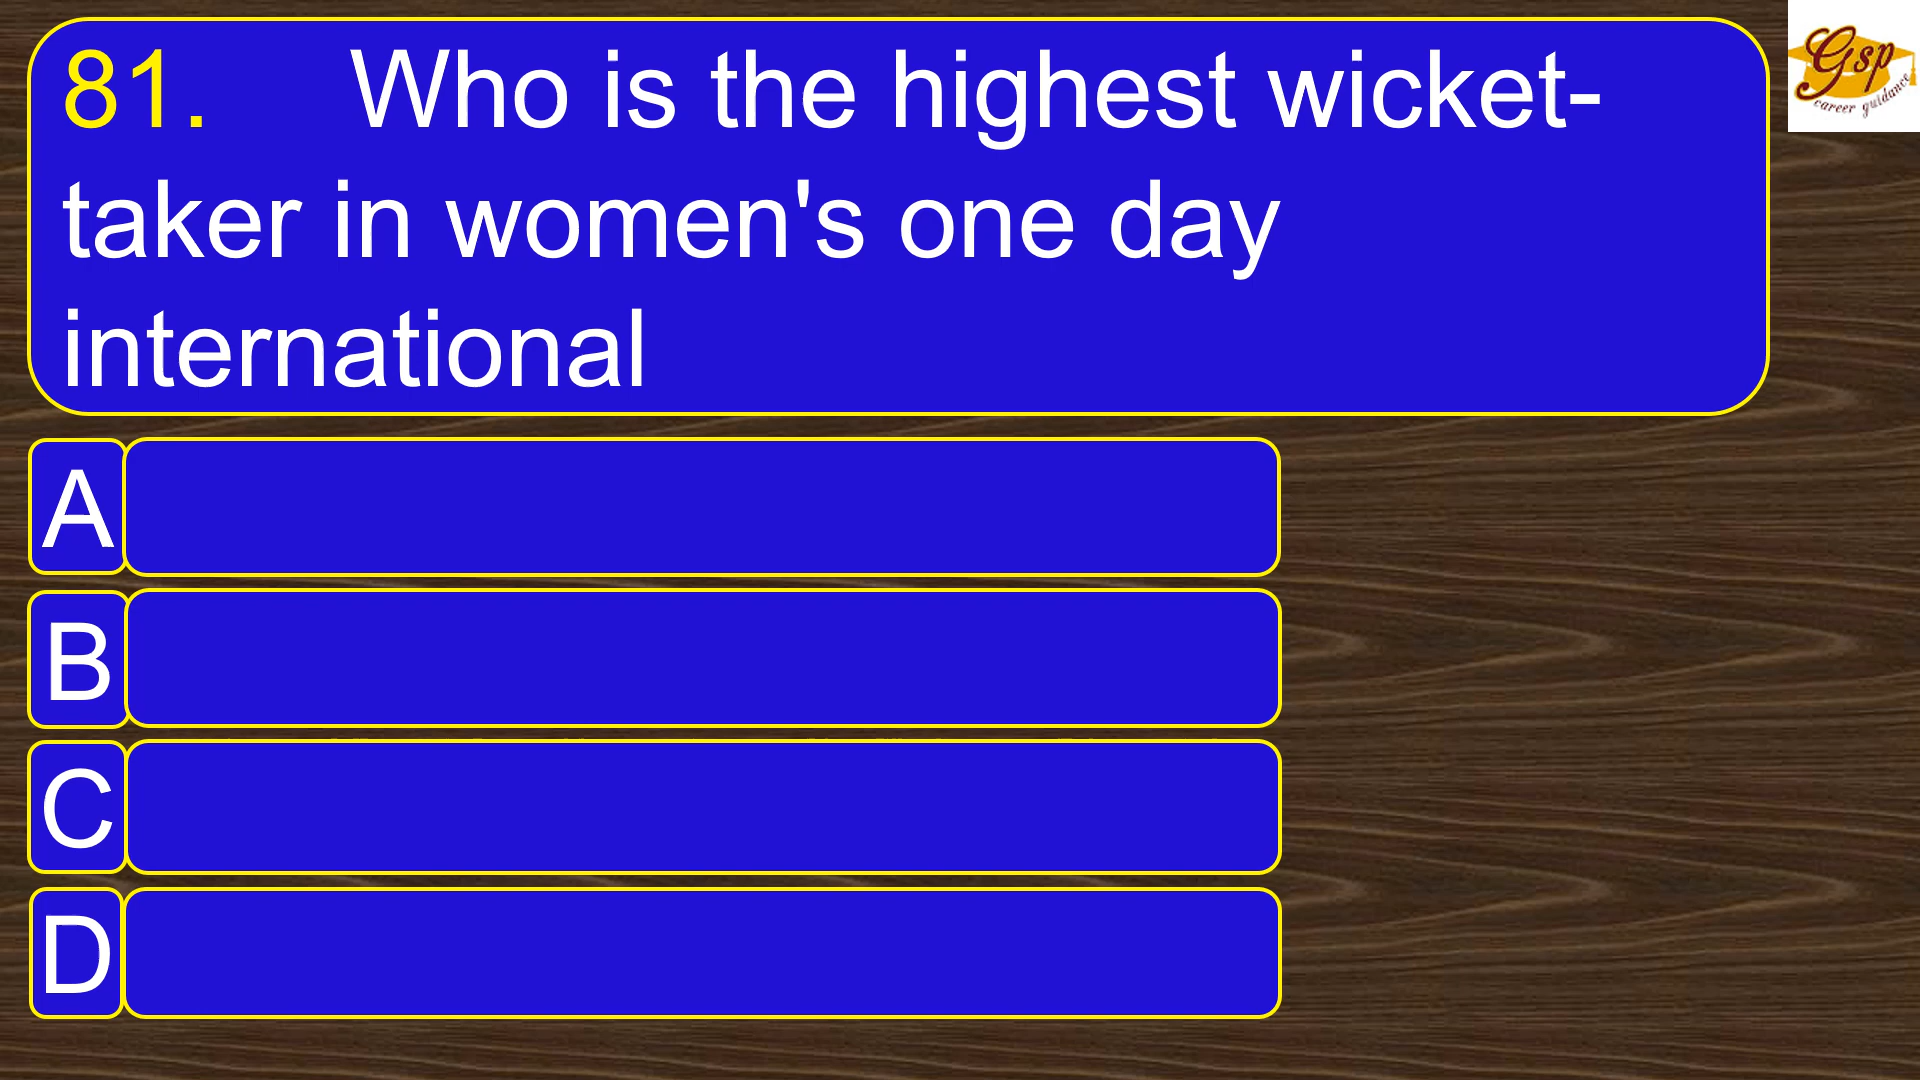 81. Who is the highest wicket-
taker in women's one day
international
A
B
C
D
Gsp
career guidance